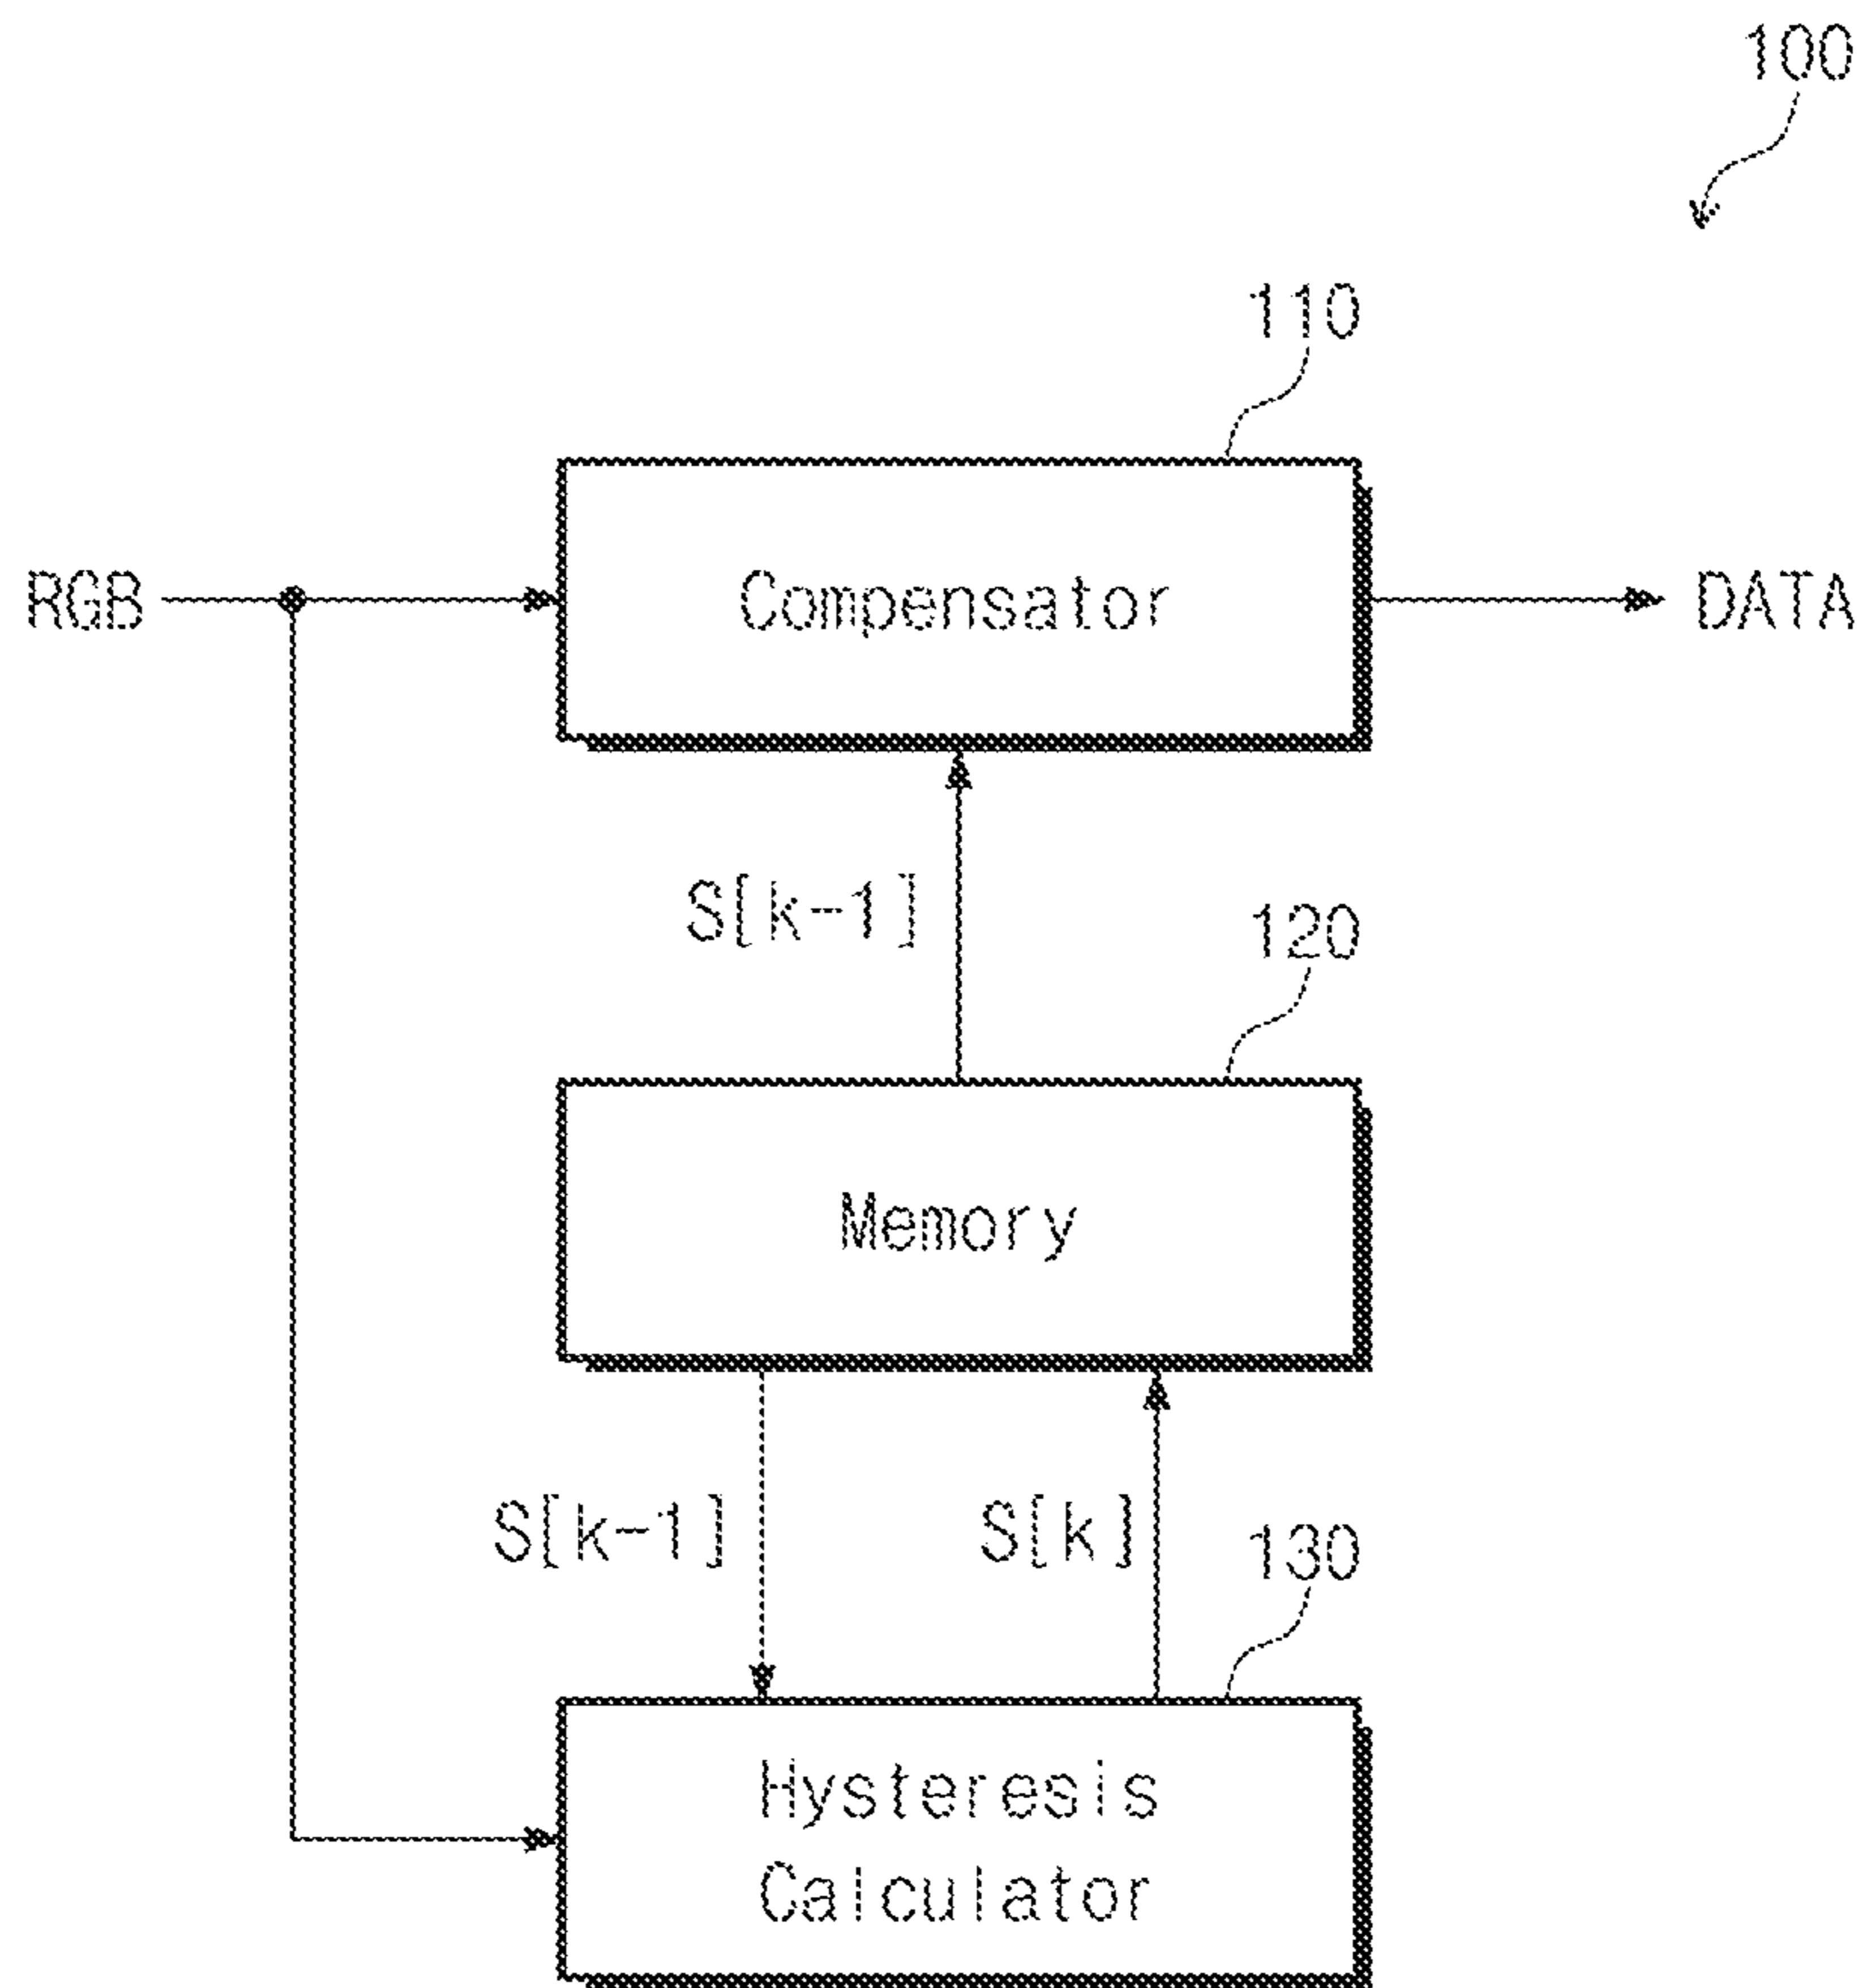 100
110
RGB
Compensator
DATA
S[k-1]
120
Memory
S[k-1]
S[k]
130
Hysteresis
Calculator